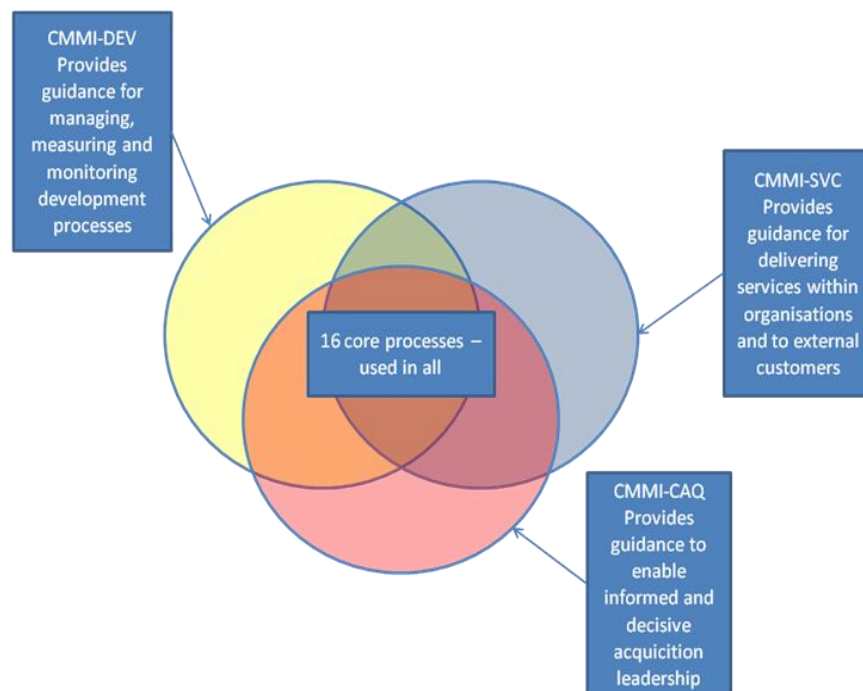 CMMI-DEV
Provides
guidance for
managing,
measuring and
monitoring
development
processes
CMMI-SVC
Provides
guidance for
delivering
services within
organisations
and to external
customers
16 core processes –
used in all
CMMI-CAQ
Provides
guidance to
enable
informed and
decisive
acquicition
leadership